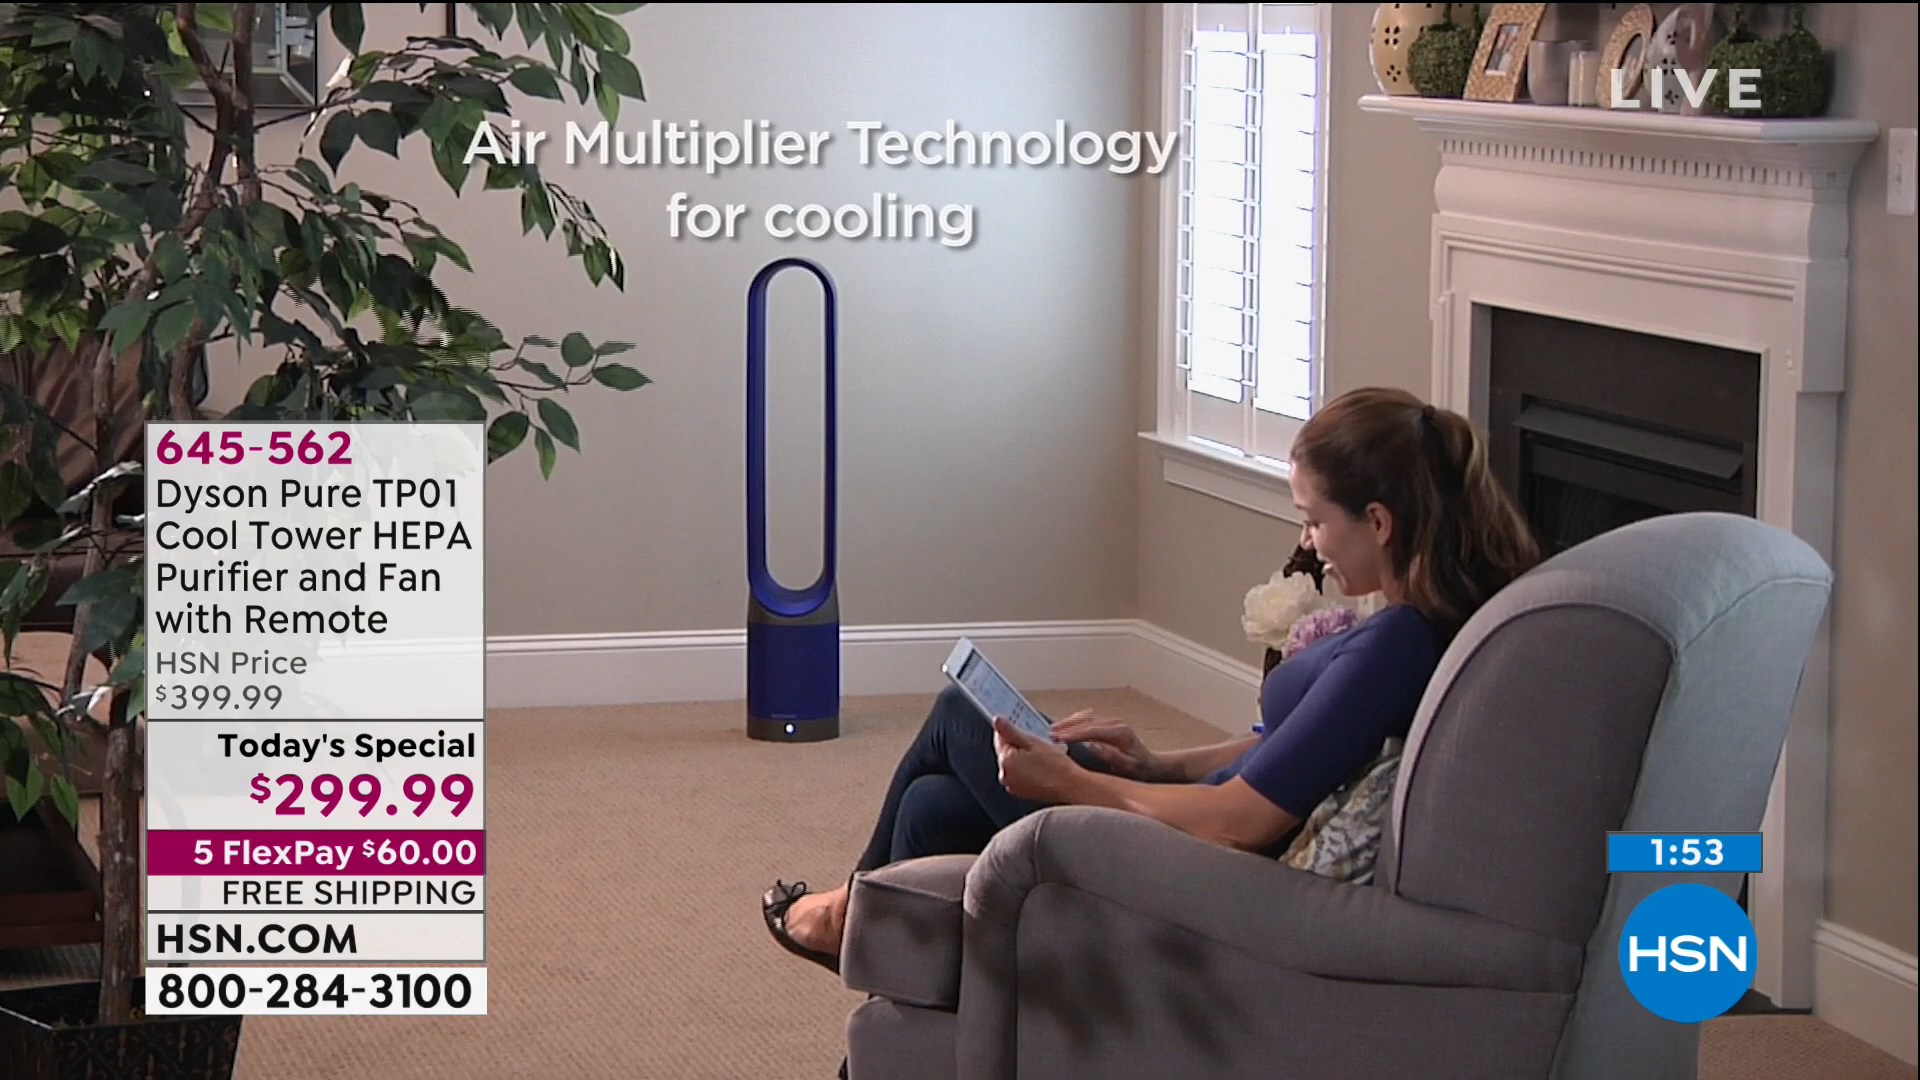 LIVE
Air Multiplier Technology
for cooling
645-562
Dyson Pure TP01
Cool Tower HEPA
Purifier and Fan
with Remote
HSN Price
$399.99
Today's Special
$299.99
5 FlexPay $60.00
FREE SHIPPING
HSN.COM
800-284-3100
1:53
HSN